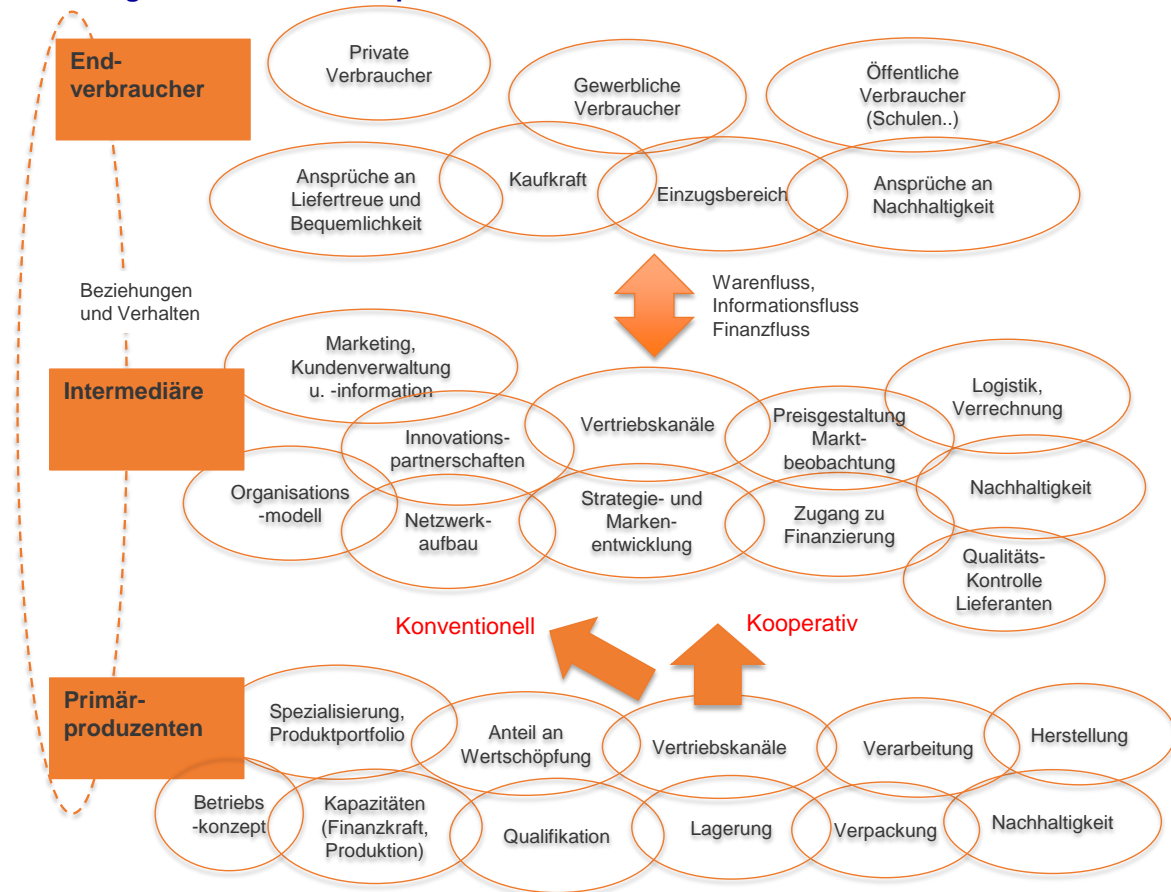 End-
verbraucher
Private
Verbraucher
Gewerbliche
Verbraucher
Öffentliche
Verbraucher
(Schulen..)
Ansprüche an
Liefertreue und
Bequemlichkeit
Kaufkraft
Einzugsbereich
Ansprüche an
Nachhaltigkeit
Beziehungen
und Verhalten
Warenfluss,
Informationsfluss
Finanzfluss
Intermediäre
Marketing,
Kundenverwaltung
u. -information
Innovations-
partnerschaften
Vertriebskanäle
Preisgestaltung
Markt-
beobachtung
Logistik,
Verrechnung
Organisations
-modell
Netzwerk-
aufbau
Strategie- und
Marken-
entwicklung
Zugang zu
Finanzierung
Nachhaltigkeit
Qualitäts-
Kontrolle
Lieferanten
Konventionell
Kooperativ
Primär-
produzenten
Spezialisierung,
Produktportfolio
Anteil an
Wertschöpfung
Vertriebskanäle
Verarbeitung
Herstellung
Betriebs
-konzept
Kapazitäten
(Finanzkraft,
Produktion)
Qualifikation
Lagerung
Verpackung
Nachhaltigkeit